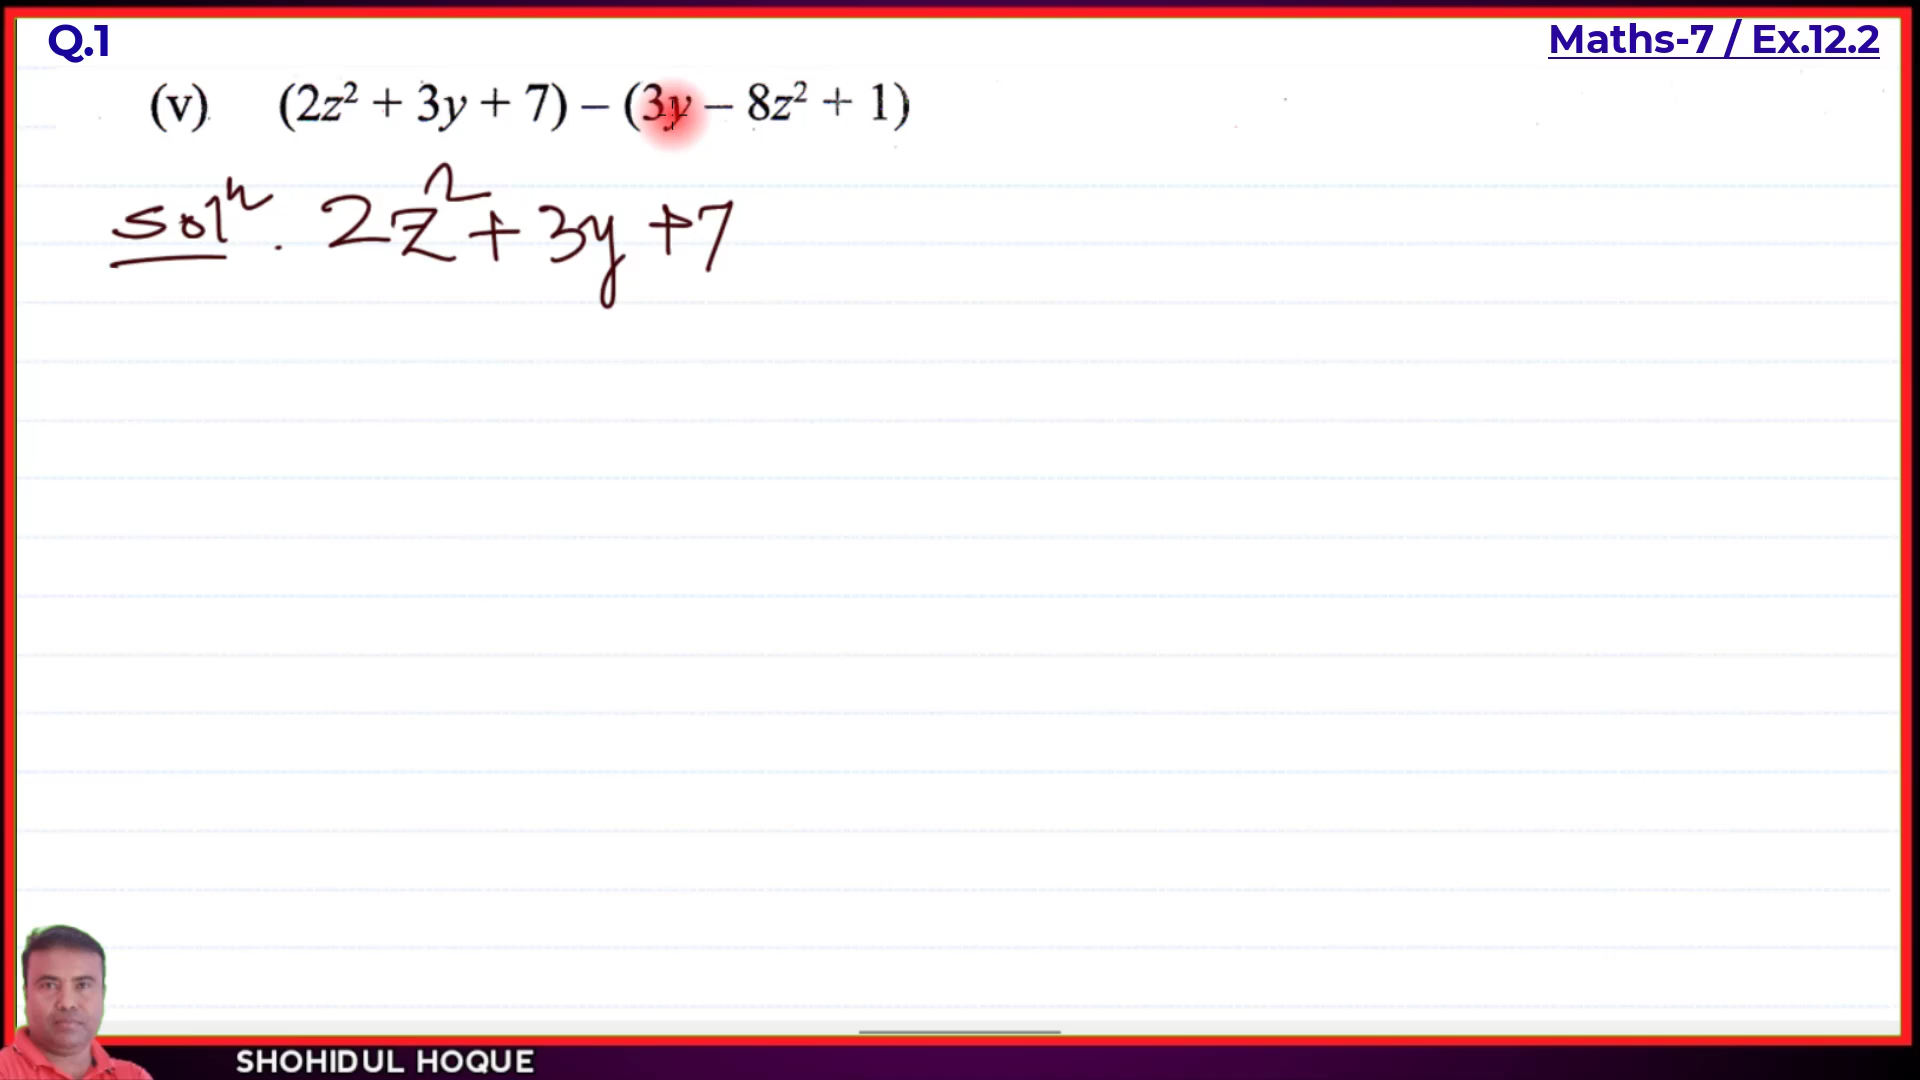 Q.1
Maths-7 / Ex.12.2
(v) (2z² + 3y + 7) – (3y – 8z² + 1)
Solⁿ. 2z² + 3y + 7
SHOHIDUL HOQUE